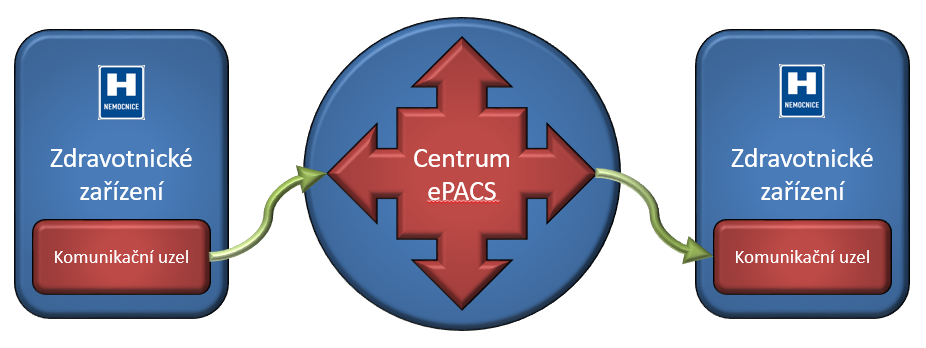 H
NEMOCNICE
Zdravotnické
zařízení
Komunikační uzel
Centrum
ePACS
H
NEMOCNICE
Zdravotnické
zařízení
Komunikační uzel